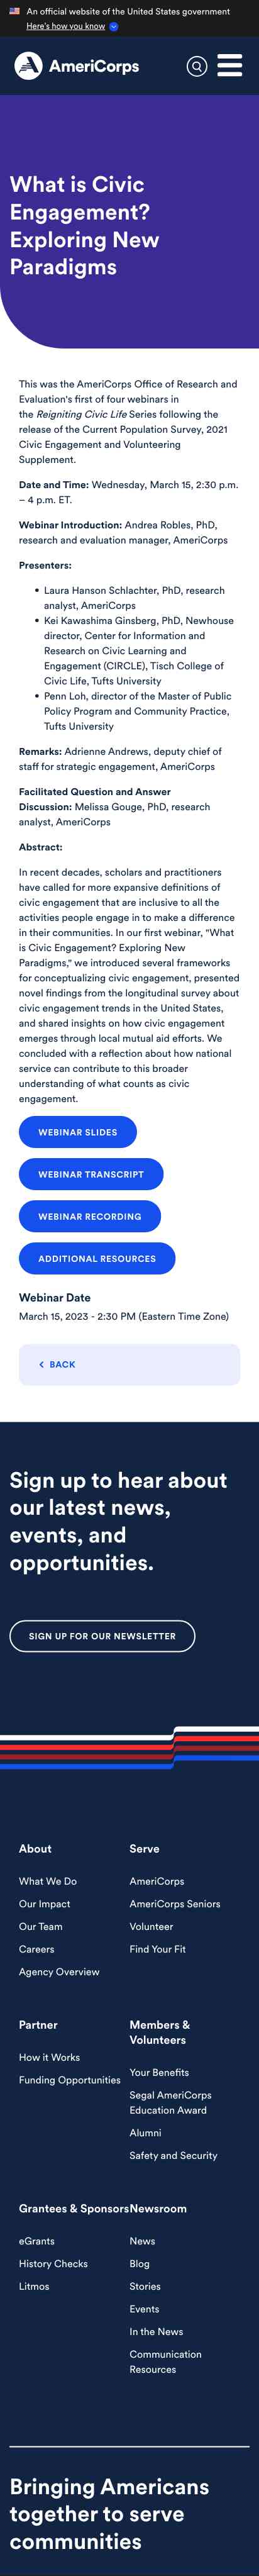 An official website of the United States government
Here's how you know
AmeriCorps
What is Civic
Engagement?
Exploring New
Paradigms
This was the AmeriCorps Office of Research and
Evaluation's first of four webinars in
the Reigniting Civic Life Series following the
release of the Current Population Survey, 2021
Civic Engagement and Volunteering
Supplement.
Date and Time: Wednesday, March 15, 2:30 p.m.
– 4 p.m. ET.
Webinar Introduction: Andrea Robles, PhD,
research and evaluation manager, AmeriCorps
Presenters:
Laura Hanson Schlachter, PhD, research
analyst, AmeriCorps
Kei Kawashima Ginsberg, PhD, Newhouse
director, Center for Information and
Research on Civic Learning and
Engagement (CIRCLE), Tisch College of
Civic Life, Tufts University
Penn Loh, director of the Master of Public
Policy Program and Community Practice,
Tufts University
Remarks: Adrienne Andrews, deputy chief of
staff for strategic engagement, AmeriCorps
Facilitated Question and Answer
Discussion: Melissa Gouge, PhD, research
analyst, AmeriCorps
Abstract:
In recent decades, scholars and practitioners
have called for more expansive definitions of
civic engagement that are inclusive to all the
activities people engage in to make a difference
in their communities. In our first webinar, "What
is Civic Engagement? Exploring New
Paradigms," we introduced several frameworks
for conceptualizing civic engagement, presented
novel findings from the longitudinal survey about
civic engagement trends in the United States,
and shared insights on how civic engagement
emerges through local mutual aid efforts. We
concluded with a reflection about how national
service can contribute to this broader
understanding of what counts as civic
engagement.
WEBINAR SLIDES
WEBINAR TRANSCRIPT
WEBINAR RECORDING
ADDITIONAL RESOURCES
Webinar Date
March 15, 2023 - 2:30 PM (Eastern Time Zone)
BACK
Sign up to hear about
our latest news,
events, and
opportunities.
SIGN UP FOR OUR NEWSLETTER
About
What We Do
Our Impact
Our Team
Careers
Agency Overview
Serve
AmeriCorps
AmeriCorps Seniors
Volunteer
Find Your Fit
Partner
How it Works
Funding Opportunities
Members &
Volunteers
Your Benefits
Segal AmeriCorps
Education Award
Alumni
Safety and Security
Grantees & Sponsors
eGrants
History Checks
Litmos
Newsroom
News
Blog
Stories
Events
In the News
Communication
Resources
Bringing Americans
together to serve
communities